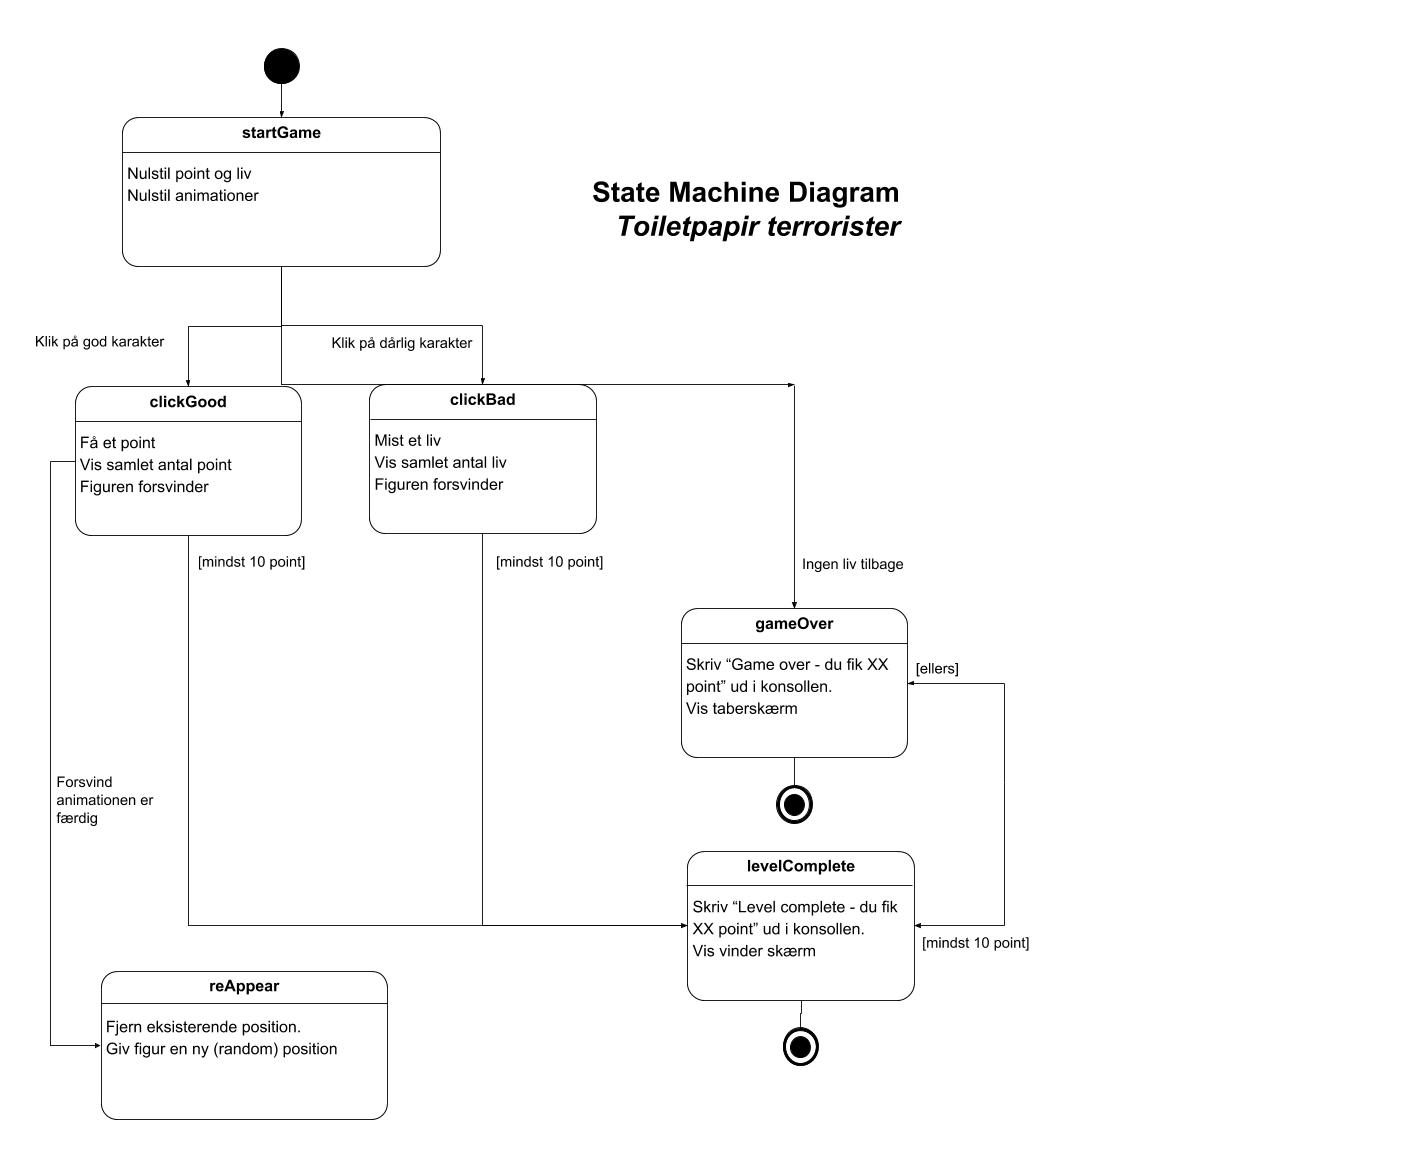 startGame
Nulstil point og liv
Nulstil animationer
State Machine Diagram
Toiletpapir terrorister
Klik på god karakter
Klik på dårlig karakter
clickGood
Få et point
Vis samlet antal point
Figuren forsvinder
clickBad
Mist et liv
Vis samlet antal liv
Figuren forsvinder
[mindst 10 point]
[mindst 10 point]
Ingen liv tilbage
gameOver
Skriv “Game over - du fik XX
point” ud i konsollen.
Vis taberskærm
[ellers]
Forsvind
animationen er
færdig
levelComplete
Skriv “Level complete - du fik
XX point” ud i konsollen.
Vis vinder skærm
[mindst 10 point]
reAppear
Fjern eksisterende position.
Giv figur en ny (random) position